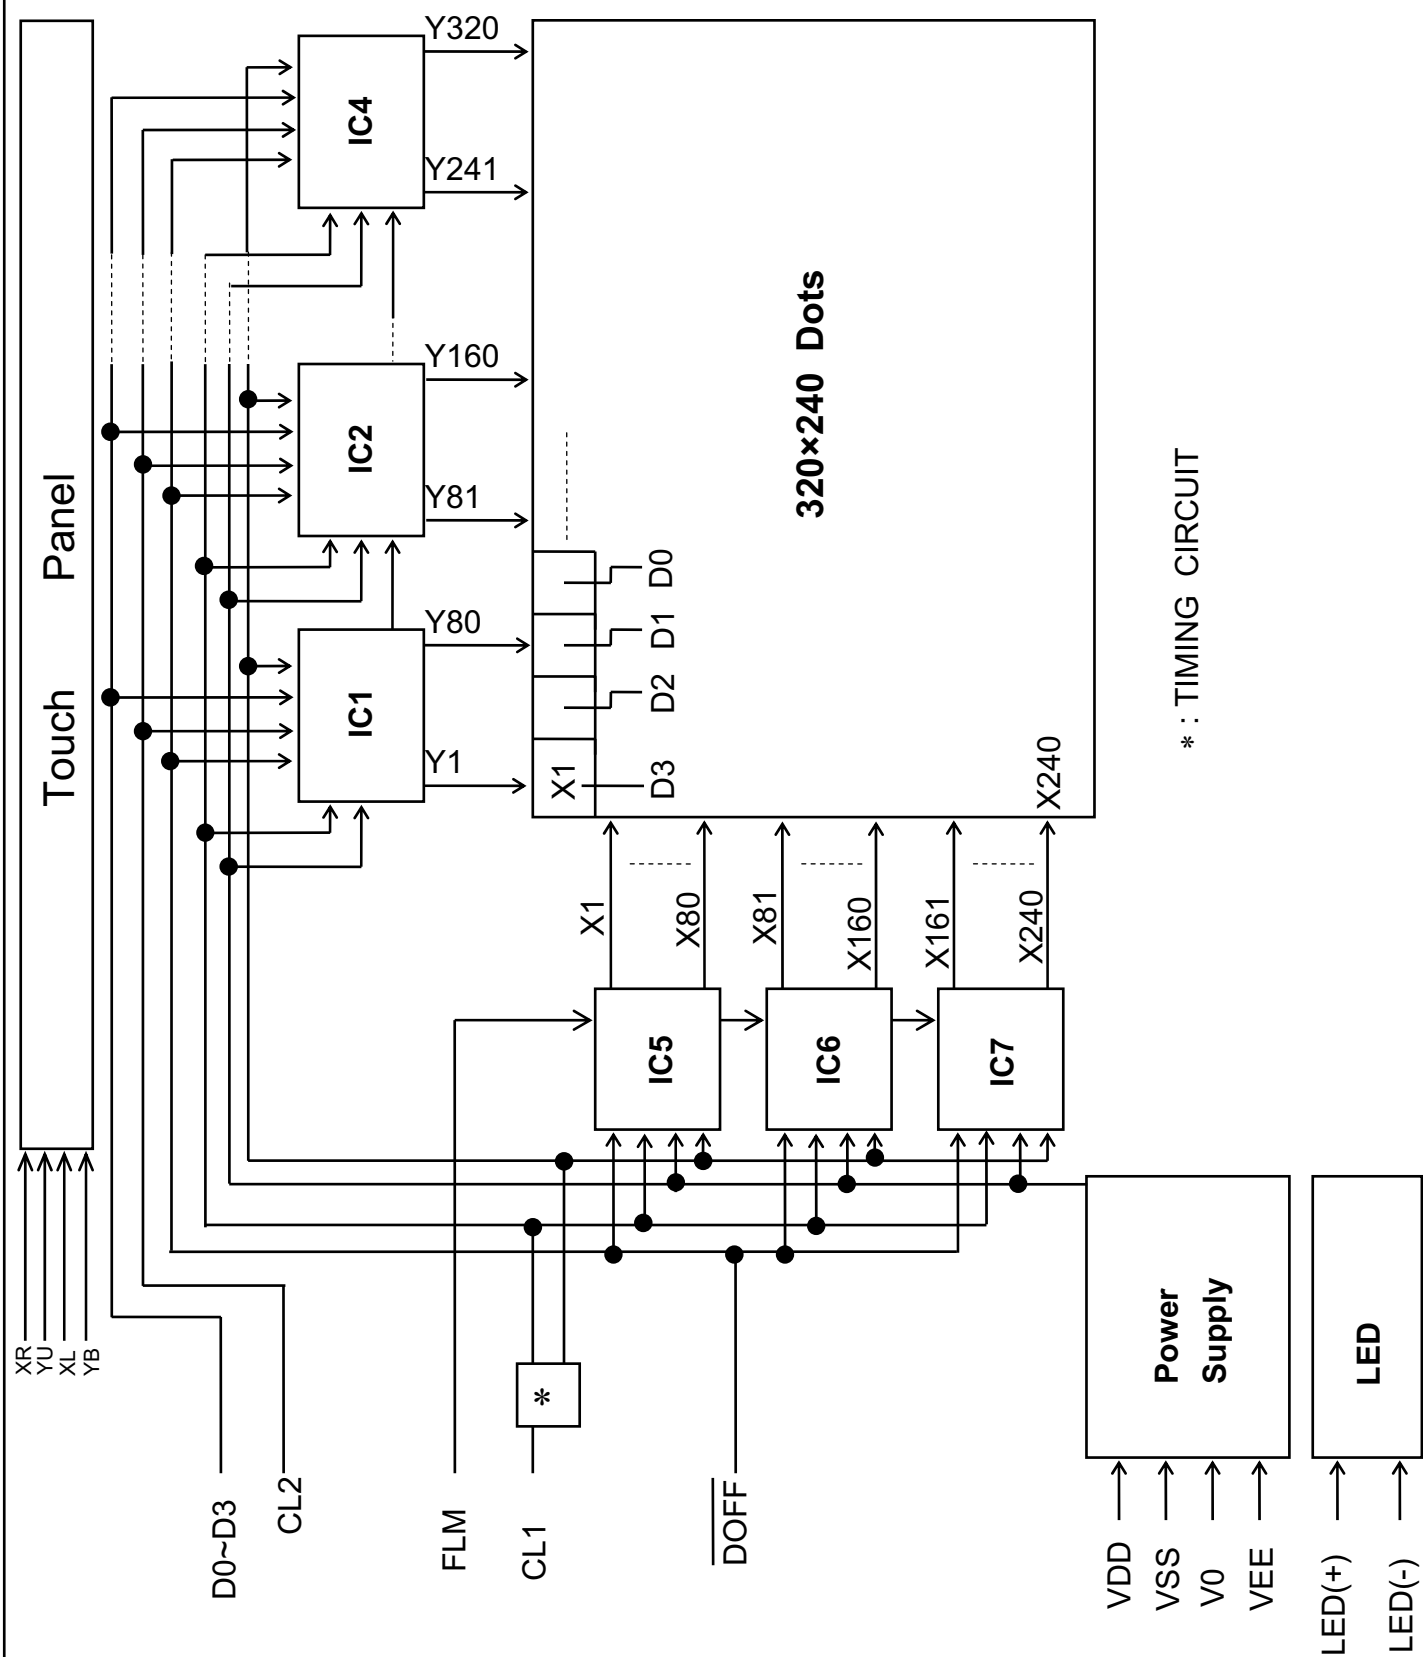 Touch Panel
XR
YU
XL
YB
D0~D3
CL2
FLM
CL1
DOFF
VDD
VSS
V0
VEE
LED(+)
LED(-)
*
Power
Supply
LED
IC1
IC2
IC4
Y1
Y80
Y81
Y160
Y241
Y320
IC5
IC6
IC7
X1
X80
X81
X160
X161
X240
X1
D3
D2
D1
D0
X240
320×240 Dots
* : TIMING CIRCUIT